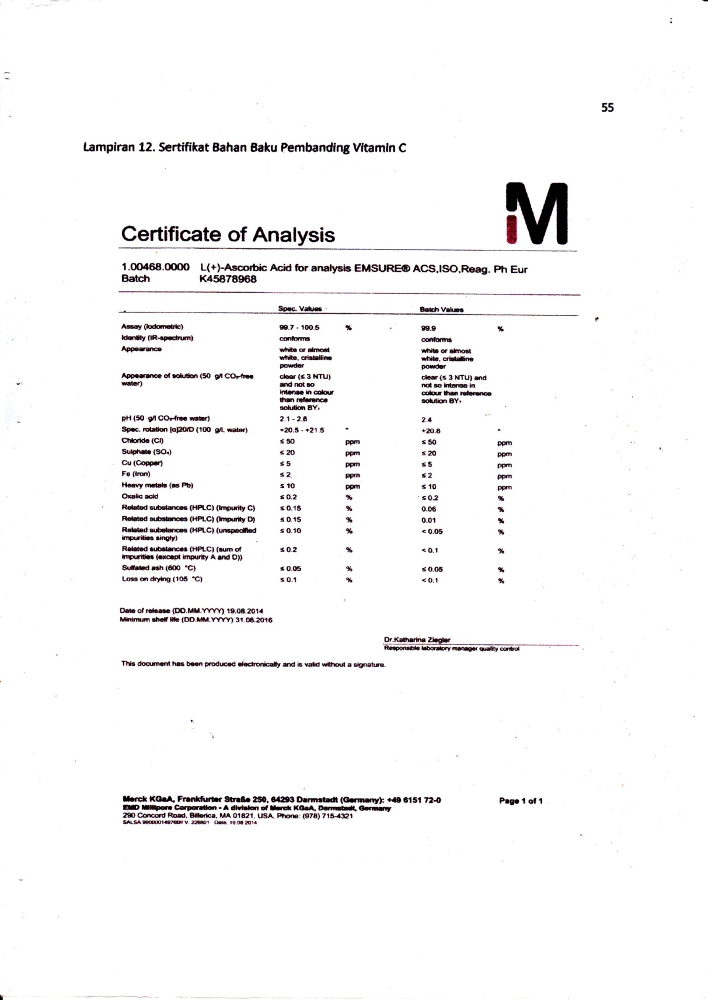 55
Lampiran 12. Sertifikat Bahan Baku Pembanding Vitamin C
M
Certificate of Analysis
1.00468.0000 L(+)-Ascorbic Acid for analysis EMSURE® ACS,ISO,Reag. Ph Eur
Batch K45878968
Spec. Values Batch Values
Assay (iodometric) 99.7 - 100.5 % 99.9 %
Identity (IR-spectrum) conforms conforms
Appearance white or almost white or almost
white, cristalline white, cristalline
powder powder
Appearance of solution (50 g/l CO₂-free clear (≤ 3 NTU) clear (≤ 3 NTU) and
water) and not so not so intense in
intense in colour colour than reference
than reference solution BY₇
solution BY₇
pH (50 g/l CO₂-free water) 2.1 - 2.6 2.4
Spec. rotation [α]20/D (100 g/l, water) +20.5 - +21.5 ° +20.8 °
Chloride (Cl) ≤ 50 ppm ≤ 50 ppm
Sulphate (SO₄) ≤ 20 ppm ≤ 20 ppm
Cu (Copper) ≤ 5 ppm ≤ 5 ppm
Fe (Iron) ≤ 2 ppm ≤ 2 ppm
Heavy metals (as Pb) ≤ 10 ppm ≤ 10 ppm
Oxalic acid ≤ 0.2 % ≤ 0.2 %
Related substances (HPLC) (Impurity C) ≤ 0.15 % 0.06 %
Related substances (HPLC) (Impurity D) ≤ 0.15 % 0.01 %
Related substances (HPLC) (unspecified ≤ 0.10 % < 0.05 %
impurities singly)
Related substances (HPLC) (sum of ≤ 0.2 % < 0.1 %
impurities (except impurity A and D))
Sulfated ash (600 °C) ≤ 0.05 % ≤ 0.05 %
Loss on drying (105 °C) ≤ 0.1 % < 0.1 %
Date of release (DD.MM.YYYY) 19.08.2014
Minimum shelf life (DD.MM.YYYY) 31.08.2016
Dr.Katharina Ziegler
Responsible laboratory manager quality control
This document has been produced electronically and is valid without a signature.
Merck KGaA, Frankfurter Straße 250, 64293 Darmstadt (Germany): +49 6151 72-0 Page 1 of 1
EMD Millipore Corporation - A division of Merck KGaA, Darmstadt, Germany
290 Concord Road, Billerica, MA 01821, USA, Phone: (978) 715-4321
SALSA V. Date: 19.08.2014